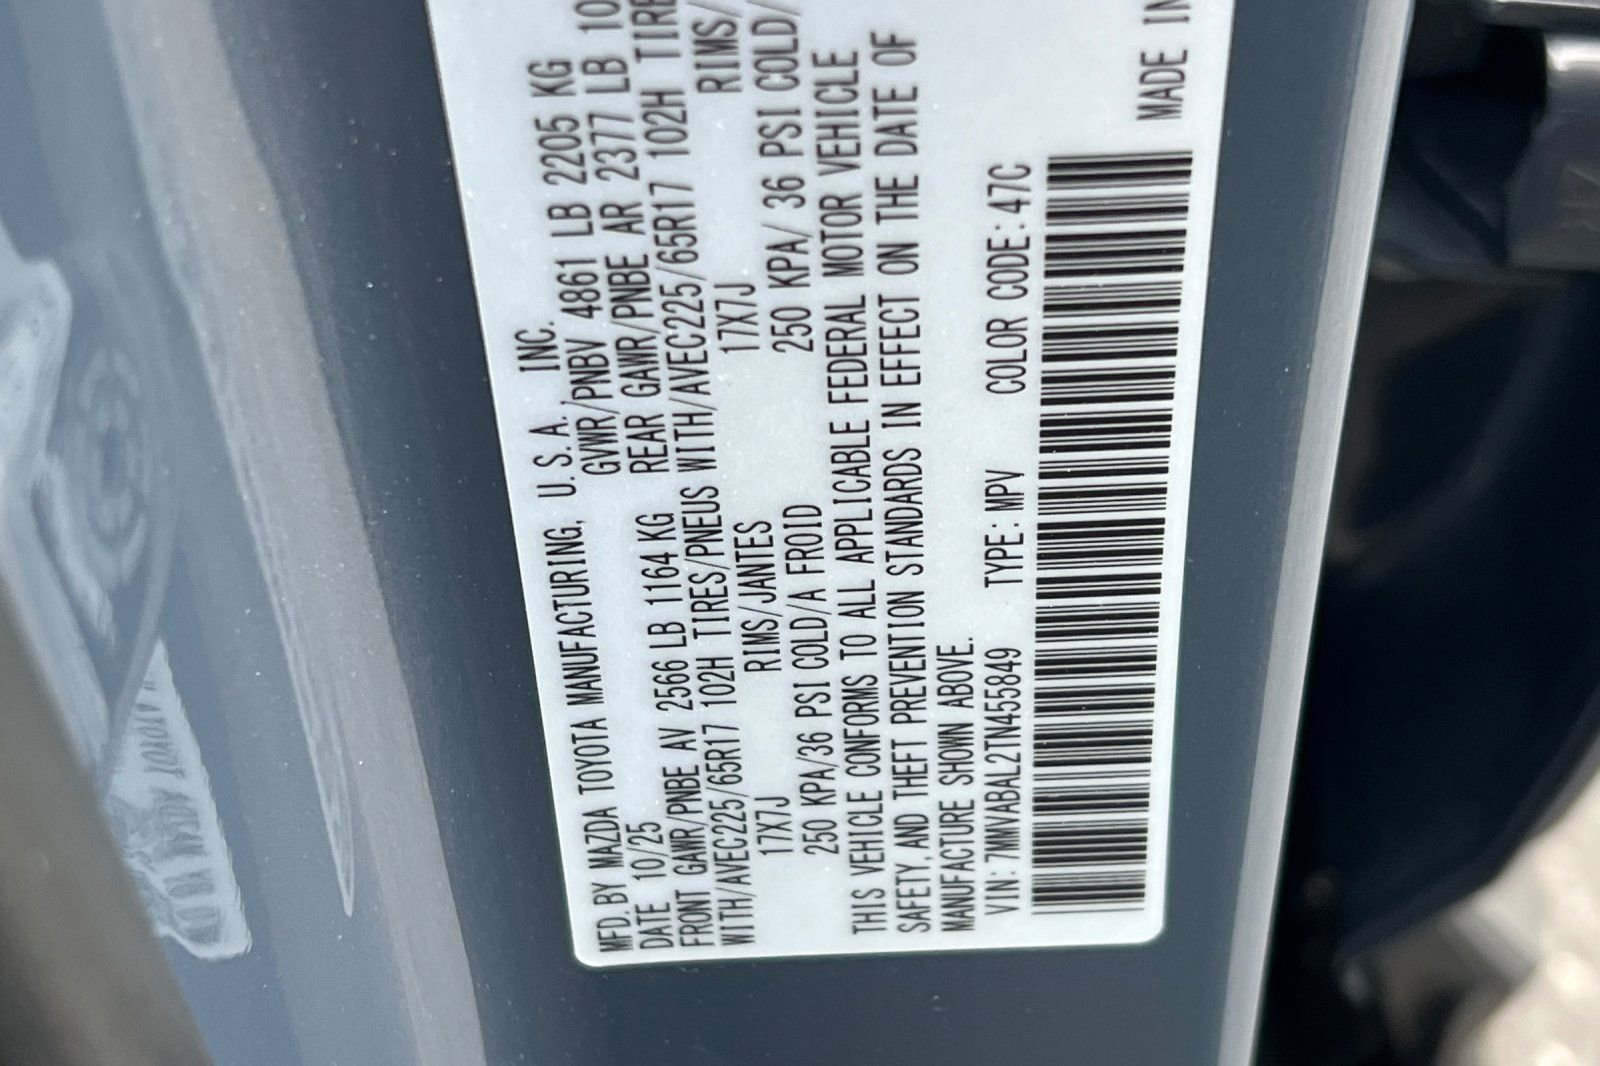 MFD. BY MAZDA TOYOTA MANUFACTURING, U.S.A., INC.
DATE 10/25 GVWR/PNBV 4861 LB 2205 KG
FRONT GAWR/PNBE AV 2566 LB 1164 KG REAR GAWR/PNBE AR 2377 LB
WITH/AVEC225/65R17 102H TIRES/PNEUS WITH/AVEC225/65R17 102H
17X7J RIMS/JANTES 17X7J RIMS/
250 KPA/36 PSI COLD/A FROID 250 KPA/ 36 PSI COLD/
THIS VEHICLE CONFORMS TO ALL APPLICABLE FEDERAL MOTOR VEHICLE
SAFETY, AND THEFT PREVENTION STANDARDS IN EFFECT ON THE DATE OF
MANUFACTURE SHOWN ABOVE.
VIN: 7MMVABAL2TN455849 TYPE: MPV COLOR CODE: 47C
MADE IN